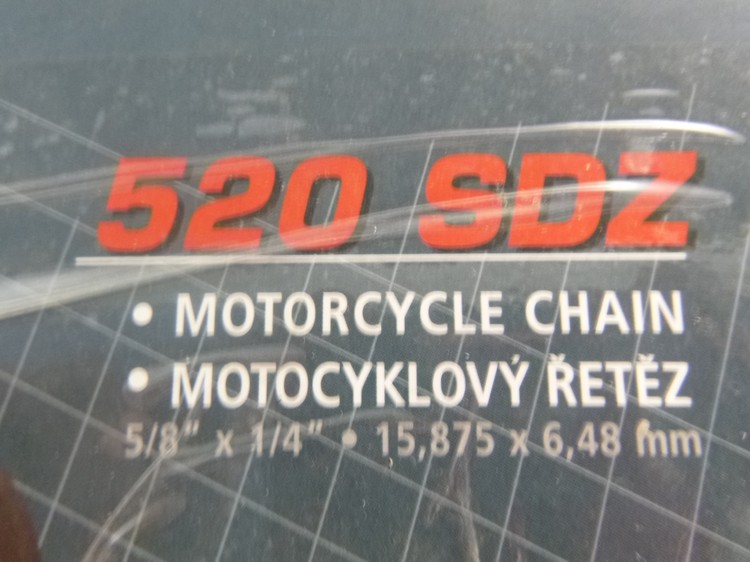 520 SDZ
• MOTORCYCLE CHAIN
• MOTOCYKLOVÝ ŘETĚZ
5/8" x 1/4" • 15,875 x 6,48 mm